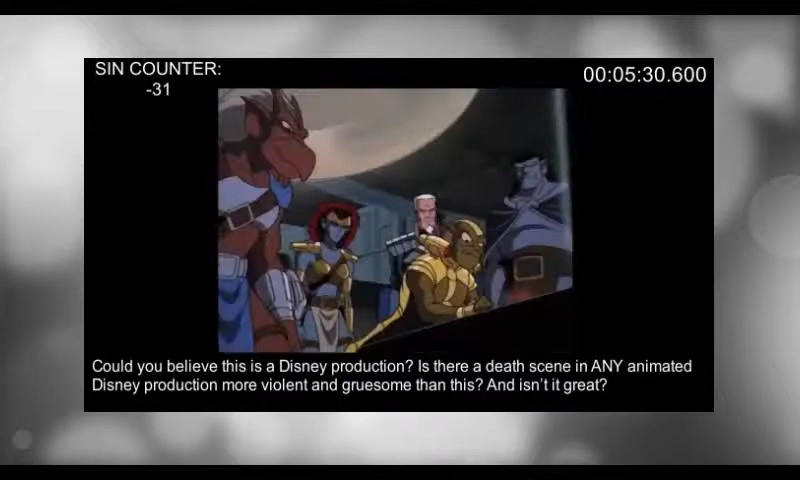 SIN COUNTER:
-31
00:05:30.600
Could you believe this is a Disney production? Is there a death scene in ANY animated
Disney production more violent and gruesome than this? And isn't it great?